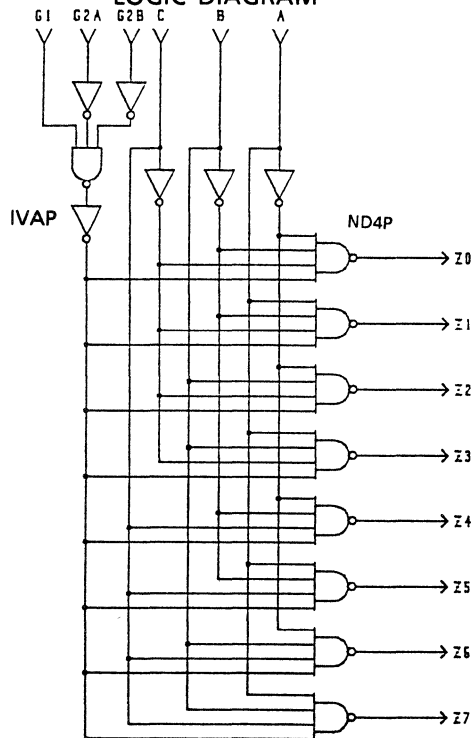 LOGIC DIAGRAM
G1 G2A G2B C B A
IVAP
ND4P
Z0
Z1
Z2
Z3
Z4
Z5
Z6
Z7